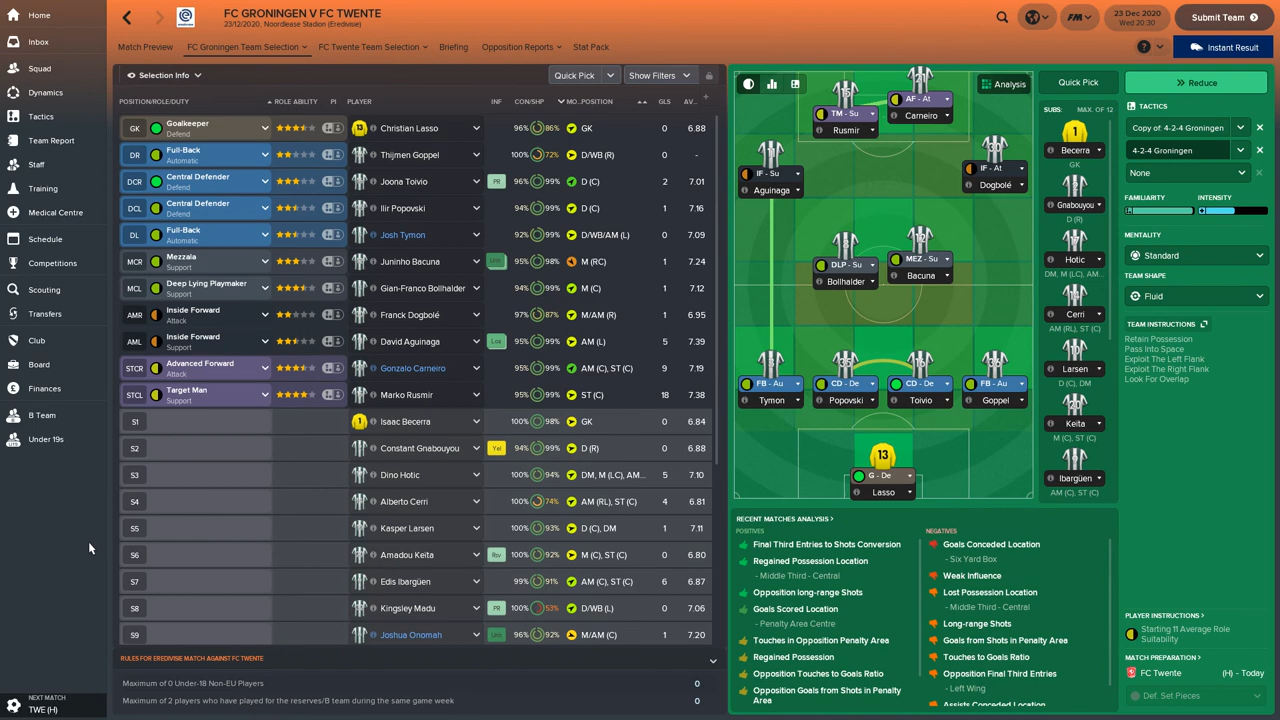 Home
Inbox
Squad
Dynamics
Tactics
Team Report
Staff
Training
Medical Centre
Schedule
Competitions
Scouting
Transfers
Club
Board
Finances
B Team
Under 19s
NEXT MATCH
TWE (H)
FC GRONINGEN V FC TWENTE
23/12/2020, Noordlease Stadion (Eredivisie)
FM
23 Dec 2020
Wed 20:30
Submit Team
Match Preview FC Groningen Team Selection FC Twente Team Selection Briefing Opposition Reports Stat Pack
? Instant Result
Selection Info Quick Pick Show Filters
POSITION/ROLE/DUTY ROLE ABILITY PI PLAYER INF CON/SHP MO.. POSITION GLS AV...
GK Goalkeeper Defend 13 Christian Lasso 96% 86% GK 0 6.88
DR Full-Back Automatic Thijmen Goppel 100% 72% D/WB (R) 0 -
DCR Central Defender Defend Joona Toivio PR 96% 99% D (C) 2 7.01
DCL Central Defender Defend Ilir Popovski 94% 99% D (C) 1 7.16
DL Full-Back Automatic Josh Tymon 92% 99% D/WB/AM (L) 0 7.09
MCR Mezzala Support Juninho Bacuna 95% 98% M (RC) 1 7.24
MCL Deep Lying Playmaker Support Gian-Franco Bollhalder 94% 99% M (C) 1 7.12
AMR Inside Forward Attack Franck Dogbolé 97% 87% M/AM (R) 1 6.95
AML Inside Forward Support David Aguinaga Loa 94% 99% AM (L) 5 7.39
STCR Advanced Forward Attack Gonzalo Carneiro 94% 99% AM (C), ST (C) 9 7.19
STCL Target Man Support Marko Rusmir 95% 99% ST (C) 18 7.38
S1 1 Isaac Becerra 100% 98% GK 0 6.84
S2 Constant Gnabouyou Yel 99% D (R) 0 6.88
S3 Dino Hotic 100% 94% DM, M (LC), AM... 5 7.10
S4 Alberto Cerri 100% 74% AM (RL), ST (C) 4 6.81
S5 Kasper Larsen 100% 93% D (C), DM 1 7.11
S6 Amadou Keita 100% 92% M (C), ST (C) 6 6.80
S7 Edis Ibargüen 99% 91% AM (C), ST (C) 6 6.87
S8 Kingsley Madu PR 100% 53% D/WB (L) 0 7.06
S9 Joshua Onomah 96% 92% M/AM (C) 1 7.20
RULES FOR EREDIVISIE MATCH AGAINST FC TWENTE
Maximum of 0 Under-18 Non-EU Players 0
Maximum of 2 players who have played for the reserves/B team during the same game week 0
Analysis
TM - Su
Rusmir
AF - At
Carneiro
IF - Su
Aguinaga
IF - At
Dogbolé
DLP - Su
Bollhalder
MEZ - Su
Bacuna
FB - Au
Tymon
CD - De
Popovski
CD - De
Toivio
FB - Au
Goppel
13
G - De
Lasso
Quick Pick
SUBS: MAX. OF 12
1
Becerra
GK
Gnabouyou
D (R)
Hotic
DM, M (LC), AM...
Cerri
AM (RL), ST (C)
Larsen
D (C), DM
Keita
M (C), ST (C)
Ibargüen
AM (C), ST (C)
RECENT MATCHES ANALYSIS >
POSITIVES
Final Third Entries to Shots Conversion
Regained Possession Location
- Middle Third - Central
Opposition long-range Shots
Goals Scored Location
- Penalty Area Centre
Touches in Opposition Penalty Area
Regained Possession
Opposition Touches to Goals Ratio
Opposition Goals from Shots in Penalty
Area
NEGATIVES
Goals Conceded Location
- Six Yard Box
Weak Influence
Lost Possession Location
- Middle Third - Central
Long-range Shots
Goals from Shots in Penalty Area
Touches to Goals Ratio
Opposition Final Third Entries
- Left Wing
Assists Conceded Location
Reduce
TACTICS
Copy of: 4-2-4 Groningen
4-2-4 Groningen
None
FAMILIARITY INTENSITY
MENTALITY
Standard
TEAM SHAPE
Fluid
TEAM INSTRUCTIONS
Retain Possession
Pass Into Space
Exploit The Left Flank
Exploit The Right Flank
Look For Overlap
PLAYER INSTRUCTIONS >
Starting 11 Average Role
Suitability
MATCH PREPARATION >
FC Twente (H) - Today
Def. Set Pieces